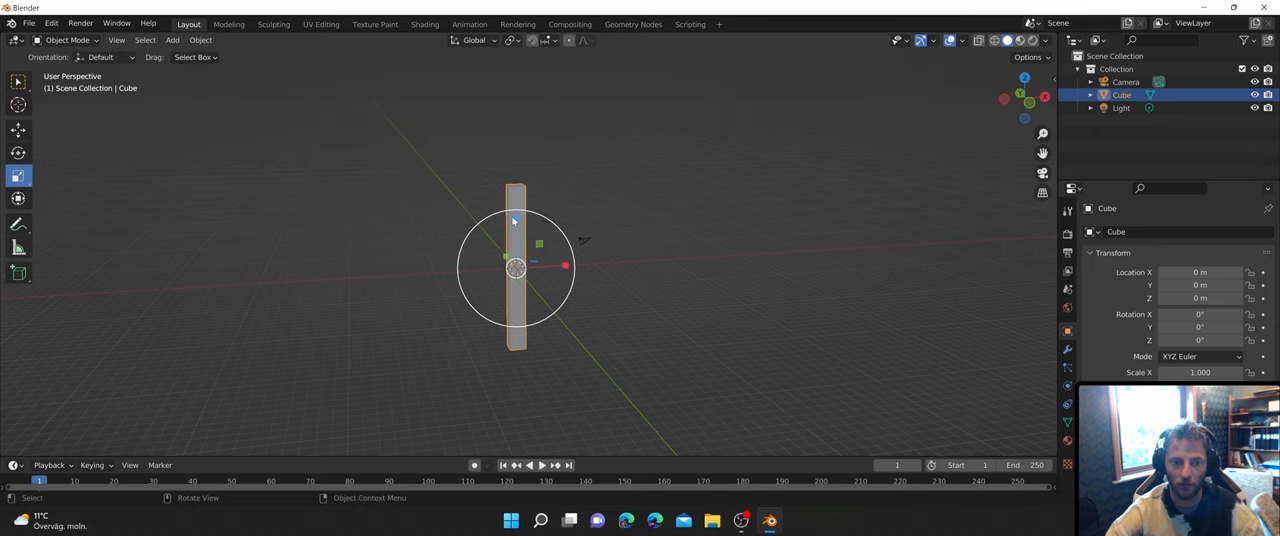 Blender
File Edit Render Window Help Layout Modeling Sculpting UV Editing Texture Paint Shading Animation Rendering Compositing Geometry Nodes Scripting + Scene ViewLayer
Object Mode View Select Add Object Global
Orientation: Default Drag: Select Box Options
User Perspective
(1) Scene Collection | Cube
Z
Y
X
Scene Collection
Collection
Camera
Cube
Light
Cube
Cube
Transform
Location X 0 m
Y 0 m
Z 0 m
Rotation X 0°
Y 0°
Z 0°
Mode XYZ Euler
Scale X 1.000
Playback Keying View Marker 1 Start 1 End 250
1 10 20 30 40 50 60 70 80 90 100 110 120 130 140 150 160 170 180 190 200 210 220 230 240 250
Select Rotate View Object Context Menu
11°C
Överväg. moln.